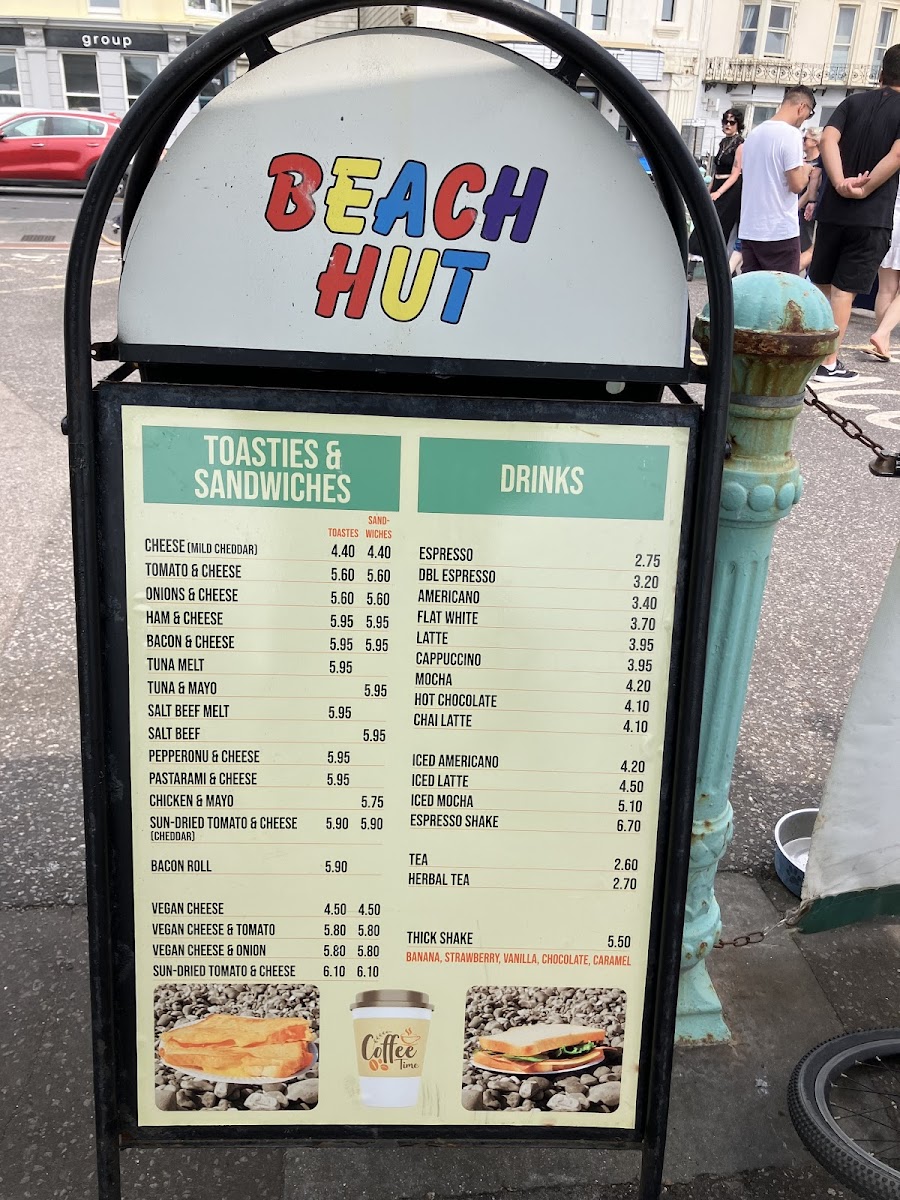 group
BEACH
HUT
TOASTIES &
SANDWICHES
TOASTES SAND-
WICHES
CHEESE (MILD CHEDDAR) 4.40 4.40
TOMATO & CHEESE 5.60 5.60
ONIONS & CHEESE 5.60 5.60
HAM & CHEESE 5.95 5.95
BACON & CHEESE 5.95 5.95
TUNA MELT 5.95
TUNA & MAYO 5.95
SALT BEEF MELT 5.95
SALT BEEF 5.95
PEPPERONU & CHEESE 5.95
PASTARAMI & CHEESE 5.95
CHICKEN & MAYO 5.75
SUN-DRIED TOMATO & CHEESE 5.90 5.90
(CHEDDAR)
BACON ROLL 5.90
VEGAN CHEESE 4.50 4.50
VEGAN CHEESE & TOMATO 5.80 5.80
VEGAN CHEESE & ONION 5.80 5.80
SUN-DRIED TOMATO & CHEESE 6.10 6.10
DRINKS
ESPRESSO 2.75
DBL ESPRESSO 3.20
AMERICANO 3.40
FLAT WHITE 3.70
LATTE 3.95
CAPPUCCINO 3.95
MOCHA 4.20
HOT CHOCOLATE 4.10
CHAI LATTE 4.10
ICED AMERICANO 4.20
ICED LATTE 4.50
ICED MOCHA 5.10
ESPRESSO SHAKE 6.70
TEA 2.60
HERBAL TEA 2.70
THICK SHAKE 5.50
BANANA, STRAWBERRY, VANILLA, CHOCOLATE, CARAMEL
Coffee
Time